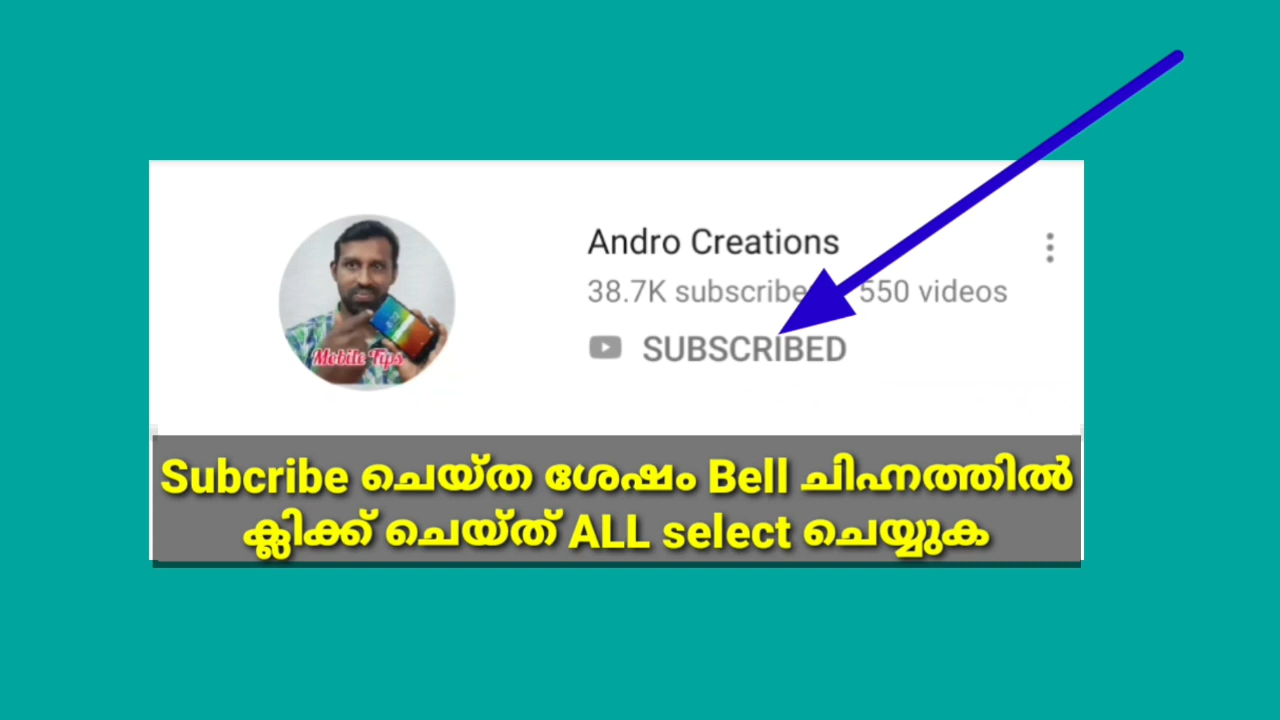 Andro Creations
38.7K subscribe 550 videos
SUBSCRIBED
Mobile Tips
Subcribe ചെയ്ത ശേഷം Bell ചിഹ്നത്തിൽ
ക്ലിക്ക് ചെയ്ത് ALL select ചെയ്യുക